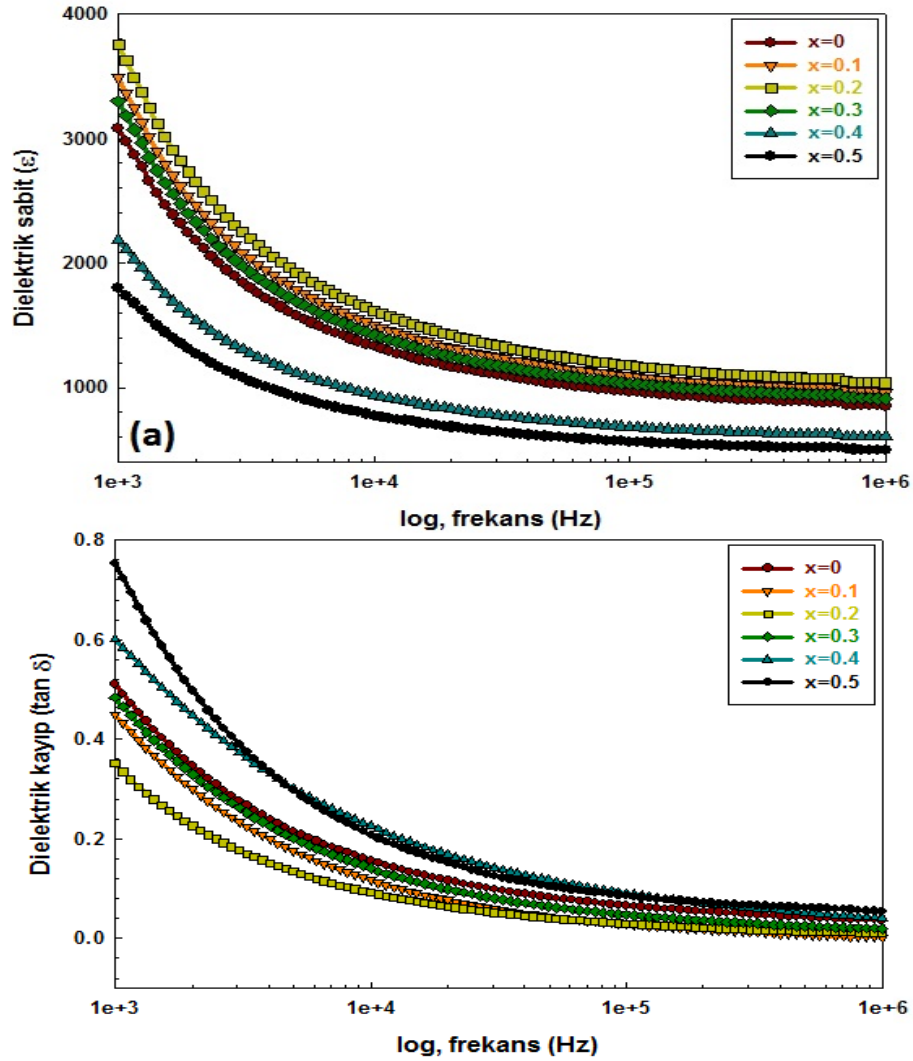 4000
3000
2000
1000
Dielektrik sabit (ε)
x=0
x=0.1
x=0.2
x=0.3
x=0.4
x=0.5
(a)
1e+3
1e+4
1e+5
1e+6
log, frekans (Hz)
0.8
0.6
0.4
0.2
0.0
Dielektrik kayıp (tan δ)
x=0
x=0.1
x=0.2
x=0.3
x=0.4
x=0.5
1e+3
1e+4
1e+5
1e+6
log, frekans (Hz)